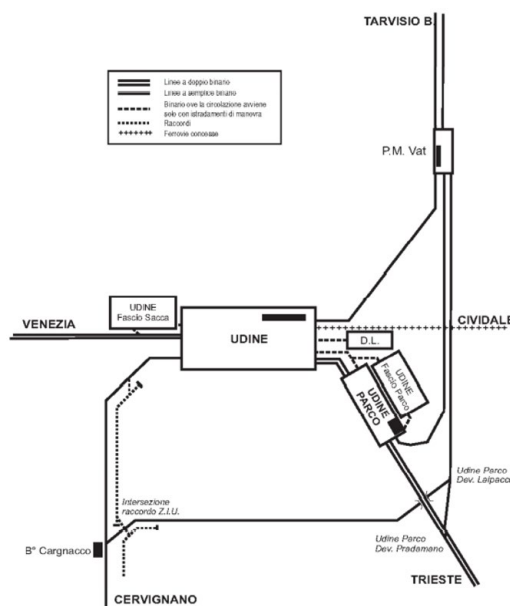 TARVISIO B.
Linee a doppio binario
Linee a semplice binario
Binario ove la circolazione avviene
solo con istradamenti di manovra
Raccordi
Ferrovie concesse
P.M. Vat
UDINE
Fascio Sacca
VENEZIA
UDINE
CIVIDALE
D.L.
UDINE
Fascio Parco
UDINE
PARCO
Udine Parco
Dev. Lalpacco
Intersezione
raccordo Z.I.U.
B° Cargnacco
Udine Parco
Dev. Pradamano
TRIESTE
CERVIGNANO